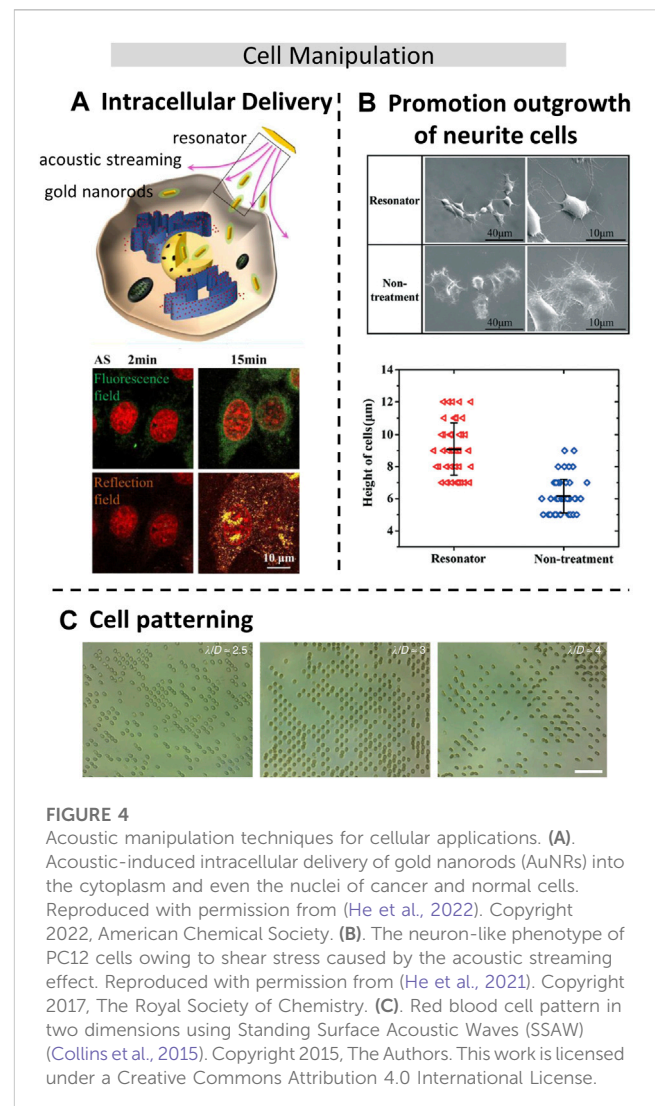 Cell Manipulation
A Intracellular Delivery
resonator
acoustic streaming
gold nanorods
AS 2min 15min
Fluorescence
field
Reflection
field
10 μm
B Promotion outgrowth
of neurite cells
Resonator
40μm 10μm
Non-
treatment
40μm 10μm
Height of cells(μm)
14
12
10
8
6
4
Resonator Non-treatment
C Cell patterning
λ/D ≈ 2.5 λ/D ≈ 3 λ/D ≈ 4
FIGURE 4
Acoustic manipulation techniques for cellular applications. (A).
Acoustic-induced intracellular delivery of gold nanorods (AuNRs) into
the cytoplasm and even the nuclei of cancer and normal cells.
Reproduced with permission from (He et al., 2022). Copyright
2022, American Chemical Society. (B). The neuron-like phenotype of
PC12 cells owing to shear stress caused by the acoustic streaming
effect. Reproduced with permission from (He et al., 2021). Copyright
2017, The Royal Society of Chemistry. (C). Red blood cell pattern in
two dimensions using Standing Surface Acoustic Waves (SSAW)
(Collins et al., 2015). Copyright 2015, The Authors. This work is licensed
under a Creative Commons Attribution 4.0 International License.